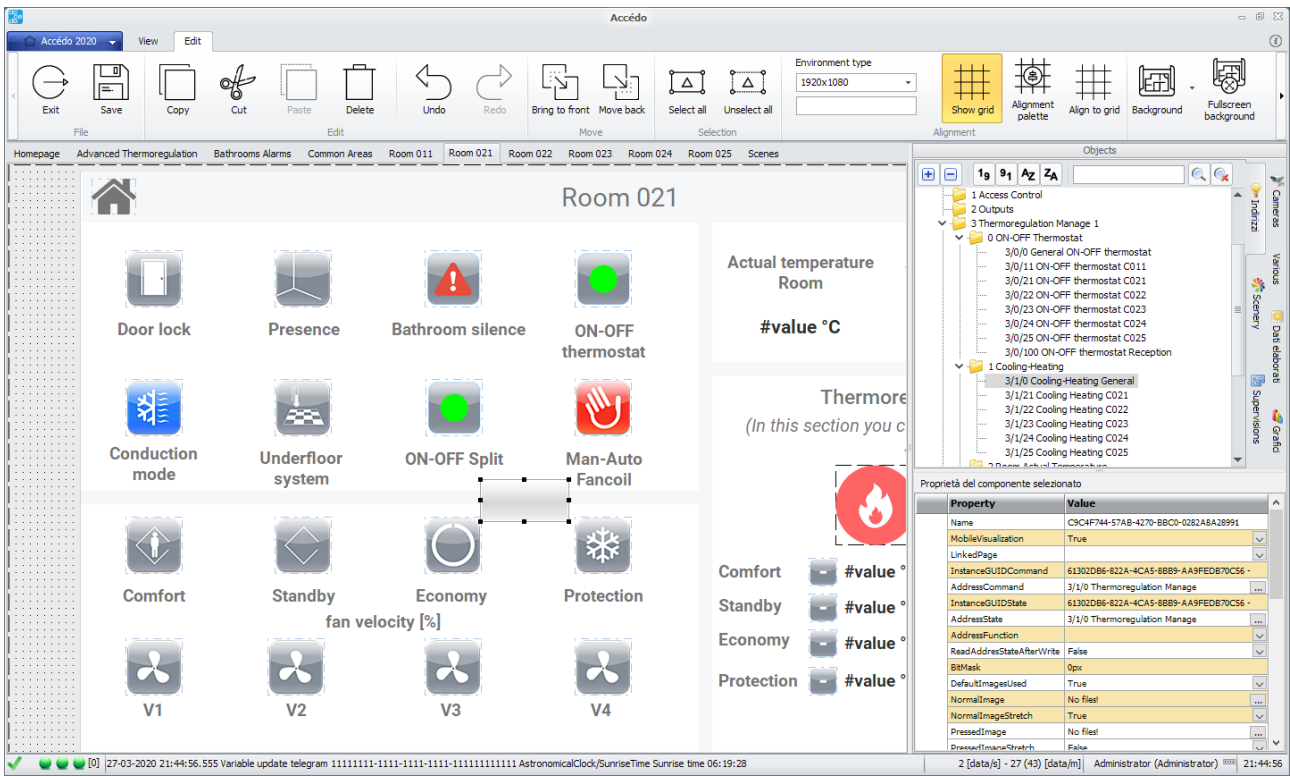 Accédo
Accédo 2020 View Edit
Exit Save Copy Cut Paste Delete Undo Redo Bring to front Move back Select all Unselect all
Environment type
1920x1080
Show grid Alignment palette Align to grid Background Fullscreen background
File Edit Move Selection Alignment
Homepage Advanced Thermoregulation Bathrooms Alarms Common Areas Room 011 Room 021 Room 022 Room 023 Room 024 Room 025 Scenes
Room 021
Door lock Presence Bathroom silence ON-OFF
thermostat
Actual temperature
Room
#value °C
Conduction
mode
Underfloor
system
ON-OFF Split
Man-Auto
Fancoil
Thermore
(In this section you c
Comfort Standby Economy Protection
fan velocity [%]
V1 V2 V3 V4
Comfort #value °
Standby #value °
Economy #value °
Protection #value °
Objects
1 Access Control
2 Outputs
3 Thermoregulation Manage 1
0 ON-OFF Thermostat
3/0/0 General ON-OFF thermostat
3/0/11 ON-OFF thermostat C011
3/0/21 ON-OFF thermostat C021
3/0/22 ON-OFF thermostat C022
3/0/23 ON-OFF thermostat C023
3/0/24 ON-OFF thermostat C024
3/0/25 ON-OFF thermostat C025
3/0/100 ON-OFF thermostat Reception
1 Cooling-Heating
3/1/0 Cooling-Heating General
3/1/21 Cooling Heating C021
3/1/22 Cooling Heating C022
3/1/23 Cooling Heating C023
3/1/24 Cooling Heating C024
3/1/25 Cooling Heating C025
2 Room Actual Temperature
Indirizzi
Scenery
Supervisions
Cameras
Various
Dati elaborati
Grafici
Proprietà del componente selezionato
Property Value
Name C9C4F744-57AB-4270-BBC0-0282A8A28991
MobileVisualization True
LinkedPage
InstanceGUIDCommand 61302DB6-822A-4CA5-8BB9-AA9FEDB70C56 -
AddressCommand 3/1/0 Thermoregulation Manage
InstanceGUIDState 61302DB6-822A-4CA5-8BB9-AA9FEDB70C56 -
AddressState 3/1/0 Thermoregulation Manage
AddressFunction
ReadAddresStateAfterWrite False
BitMask 0px
DefaultImagesUsed True
NormalImage No files!
NormalImageStretch True
PressedImage No files!
PressedImageStretch False
[0] 27-03-2020 21:44:56.555 Variable update telegram 11111111-1111-1111-1111-111111111111 AstronomicalClock/SunriseTime Sunrise time 06:19:28
2 [data/s] - 27 (43) [data/m] Administrator (Administrator) 21:44:56